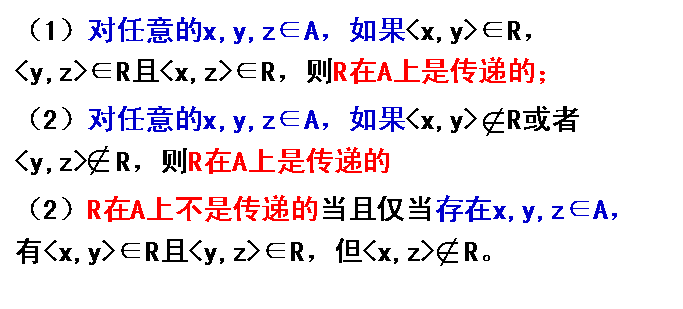 （1）对任意的x,y,z∈A，如果<x,y>∈R，
<y,z>∈R且<x,z>∈R，则R在A上是传递的；
（2）对任意的x,y,z∈A，如果<x,y>∉R或者
<y,z>∉R，则R在A上是传递的
（2）R在A上不是传递的当且仅当存在x,y,z∈A，
有<x,y>∈R且<y,z>∈R，但<x,z>∉R。